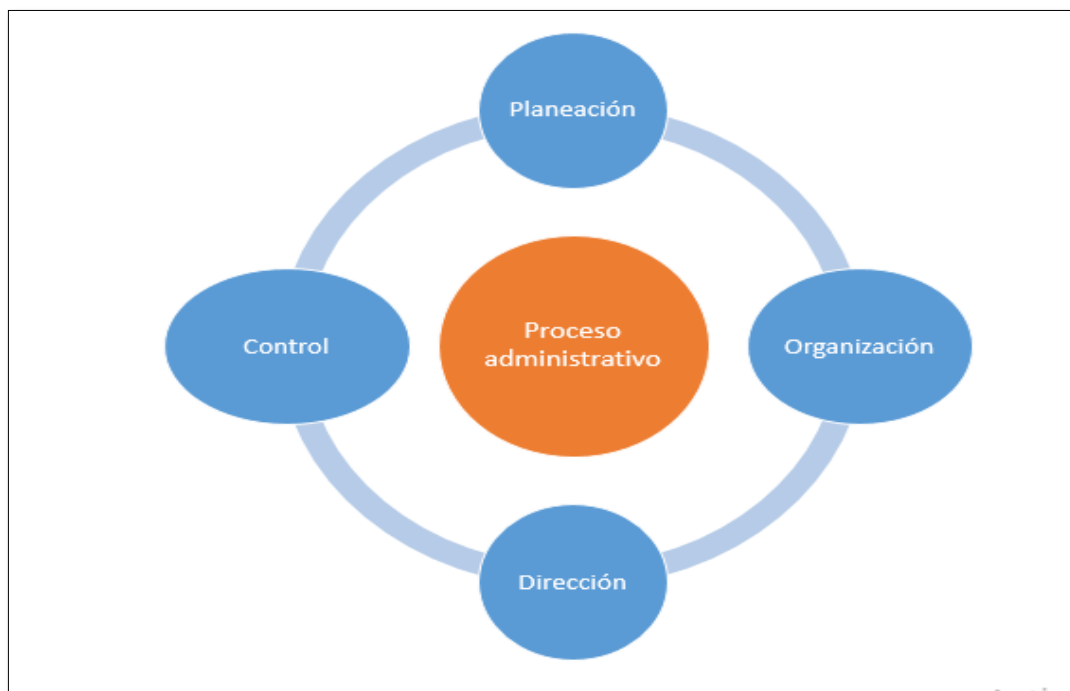 Planeación
Control
Proceso
administrativo
Organización
Dirección